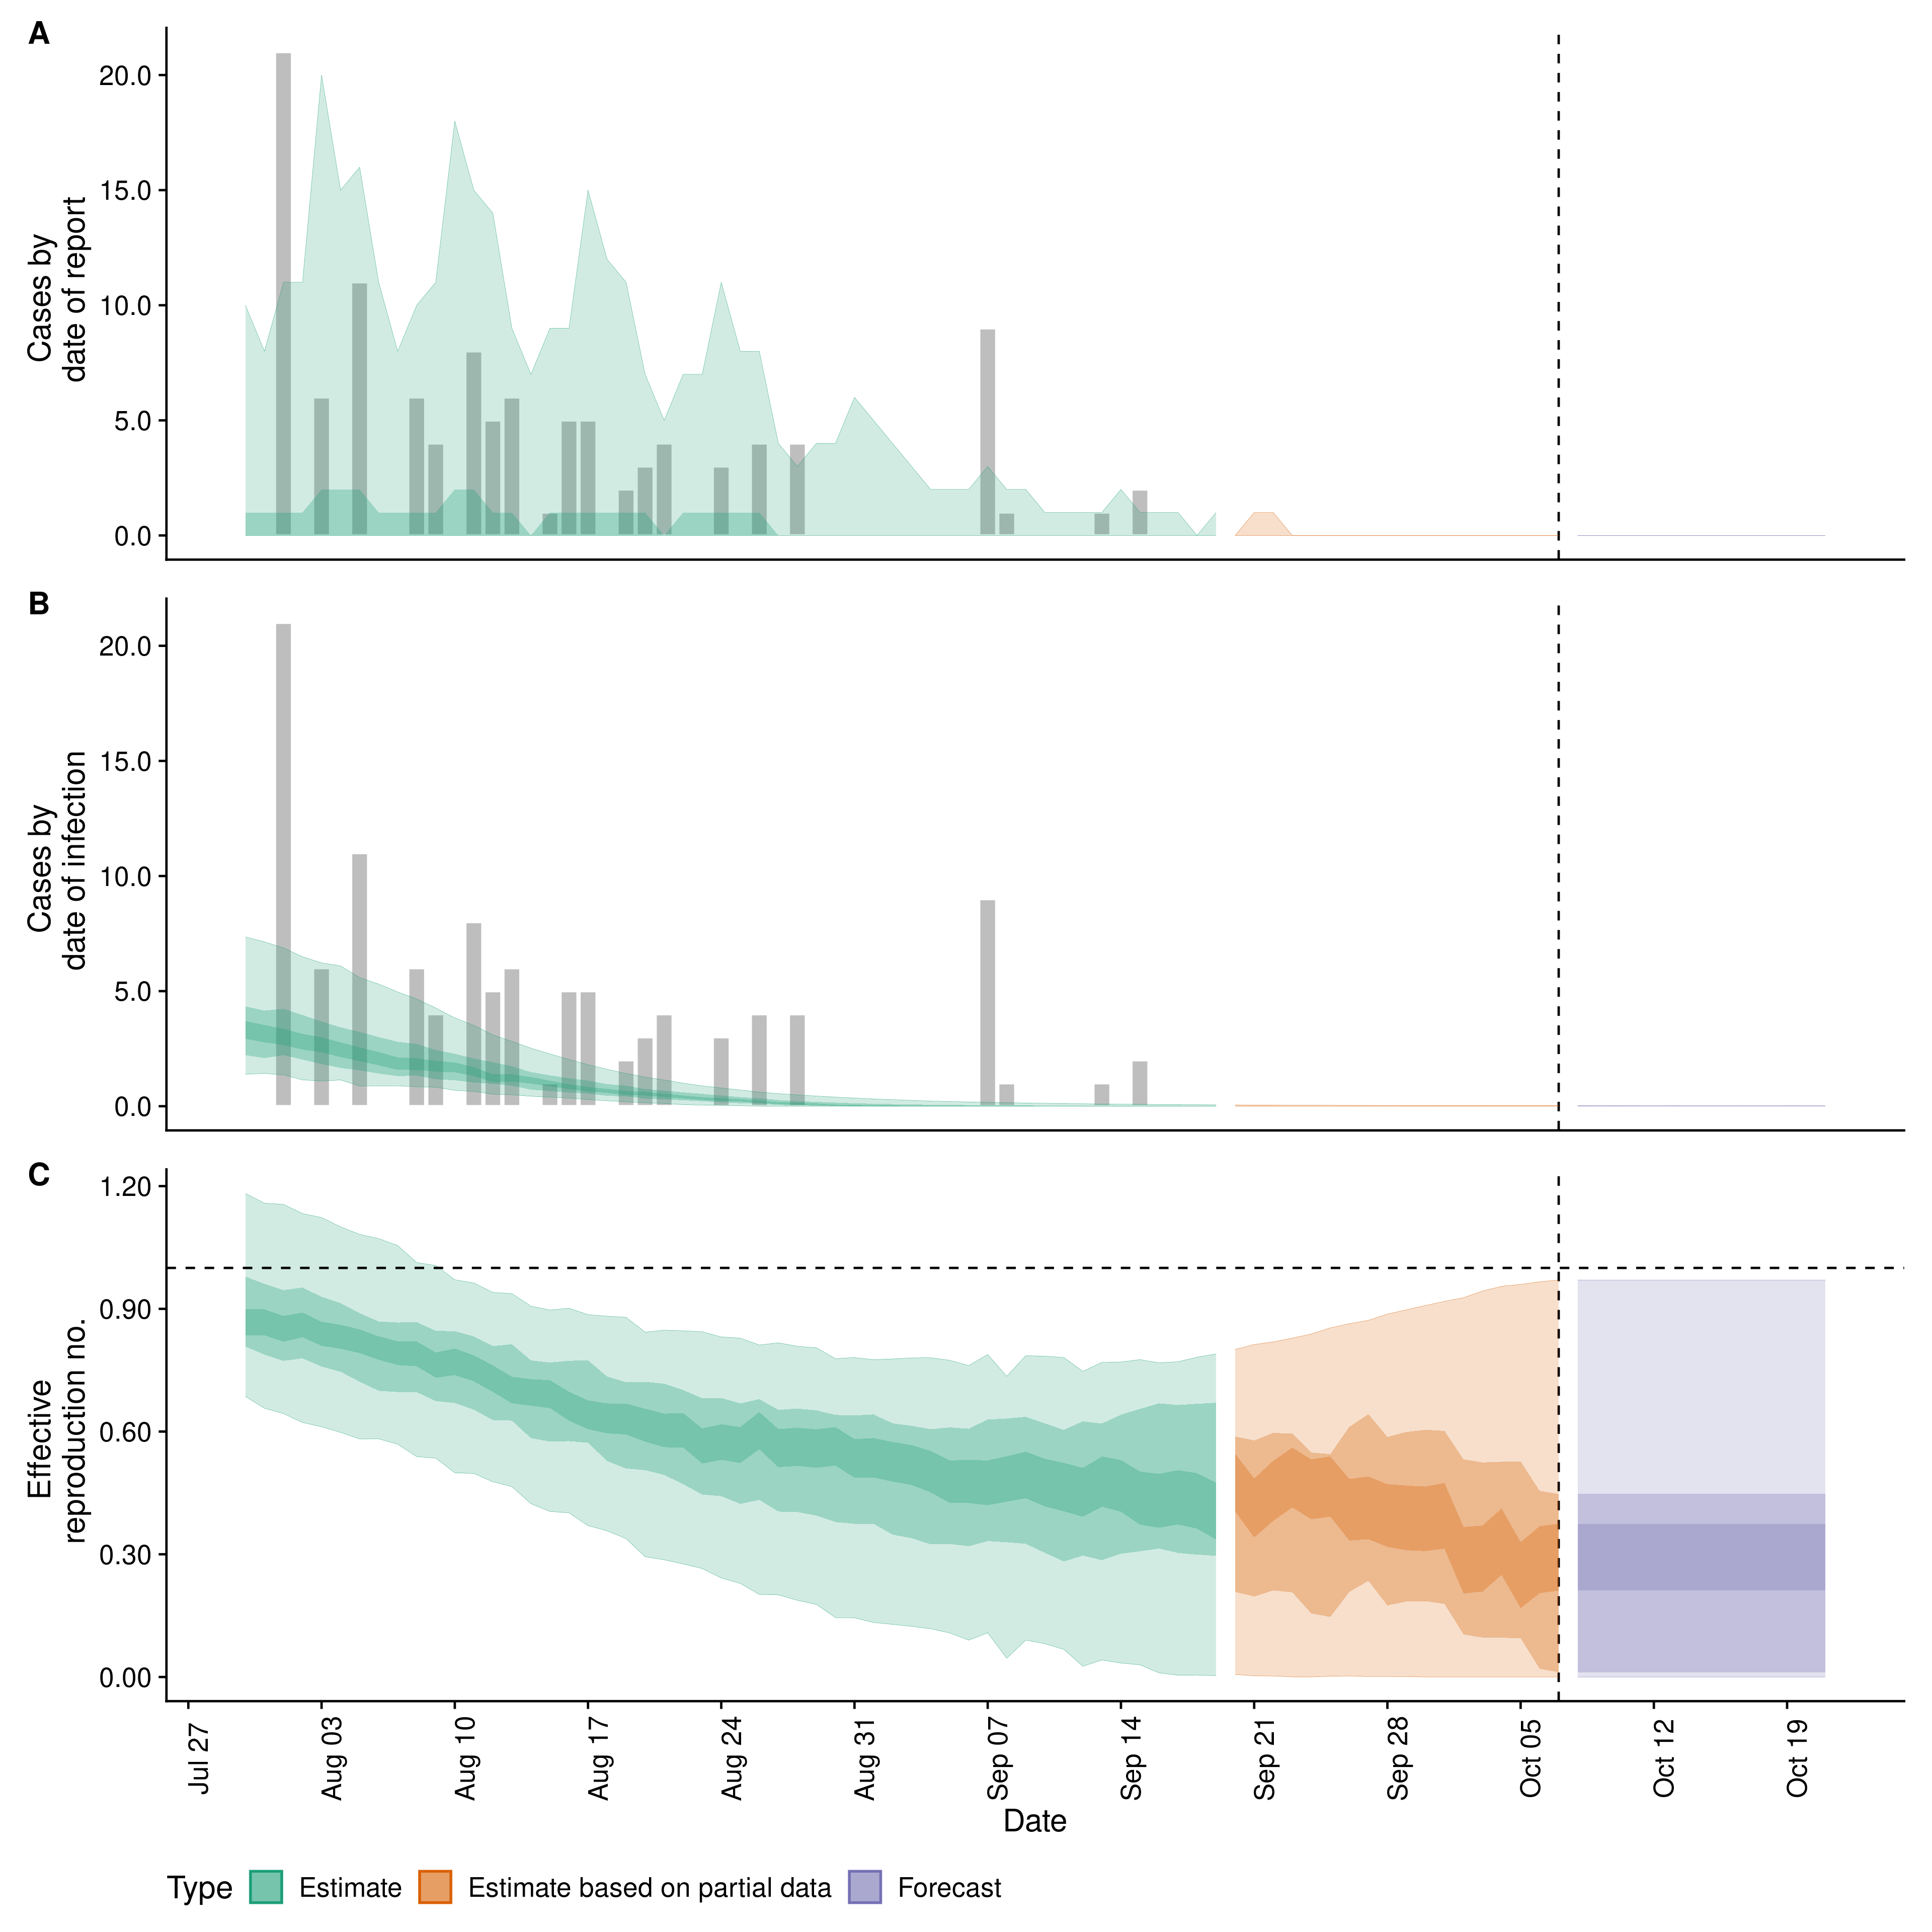 A
20.0
15.0
10.0
5.0
0.0
Cases by
date of report
B
20.0
15.0
10.0
5.0
0.0
Cases by
date of infection
C
1.20
0.90
0.60
0.30
0.00
Effective
reproduction no.
Jul 27
Aug 03
Aug 10
Aug 17
Aug 24
Aug 31
Sep 07
Sep 14
Sep 21
Sep 28
Oct 05
Oct 12
Oct 19
Date
Type Estimate Estimate based on partial data Forecast